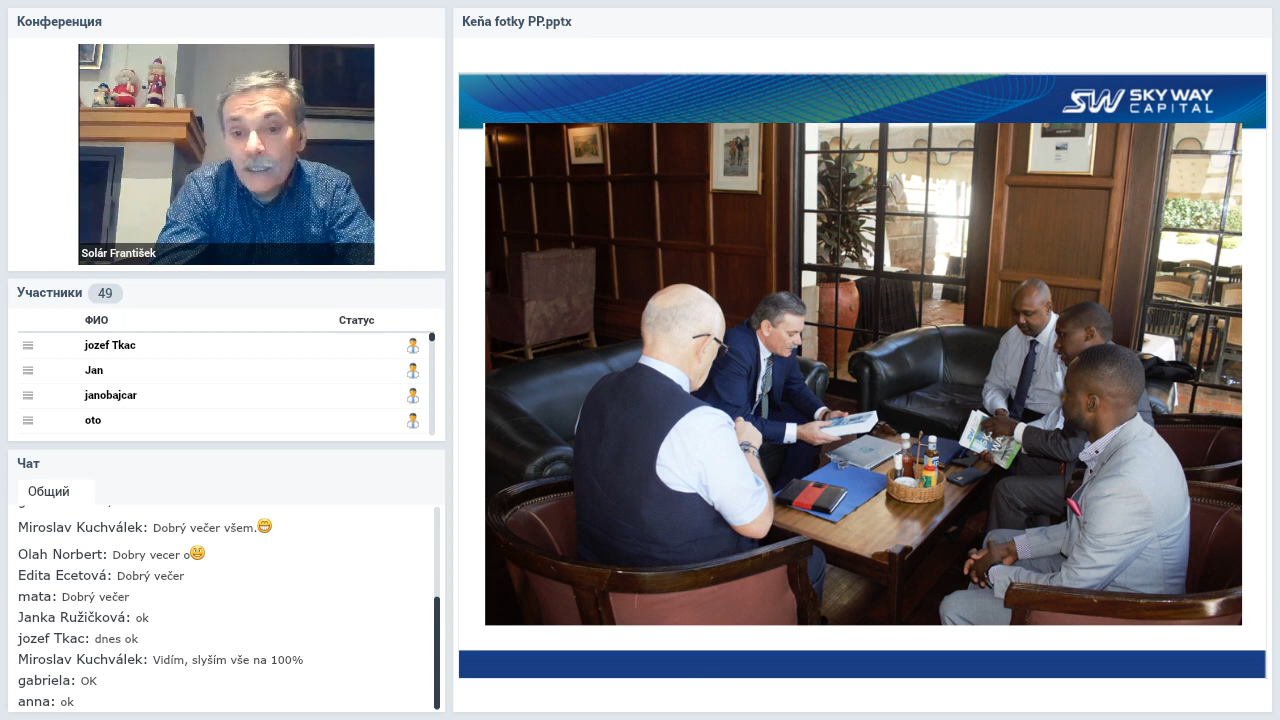 Конференция
Solár František
Участники 49
ФИО Статус
jozef Tkac
Jan
janobajcar
oto
Чат
Общий
Miroslav Kuchválek: Dobrý večer všem.
Olah Norbert: Dobry vecer o
Edita Ecetová: Dobrý večer
mata: Dobrý večer
Janka Ružičková: ok
jozef Tkac: dnes ok
Miroslav Kuchválek: Vidím, slyším vše na 100%
gabriela: OK
anna: ok
Keňa fotky PP.pptx
SW SKY WAY
CAPITAL